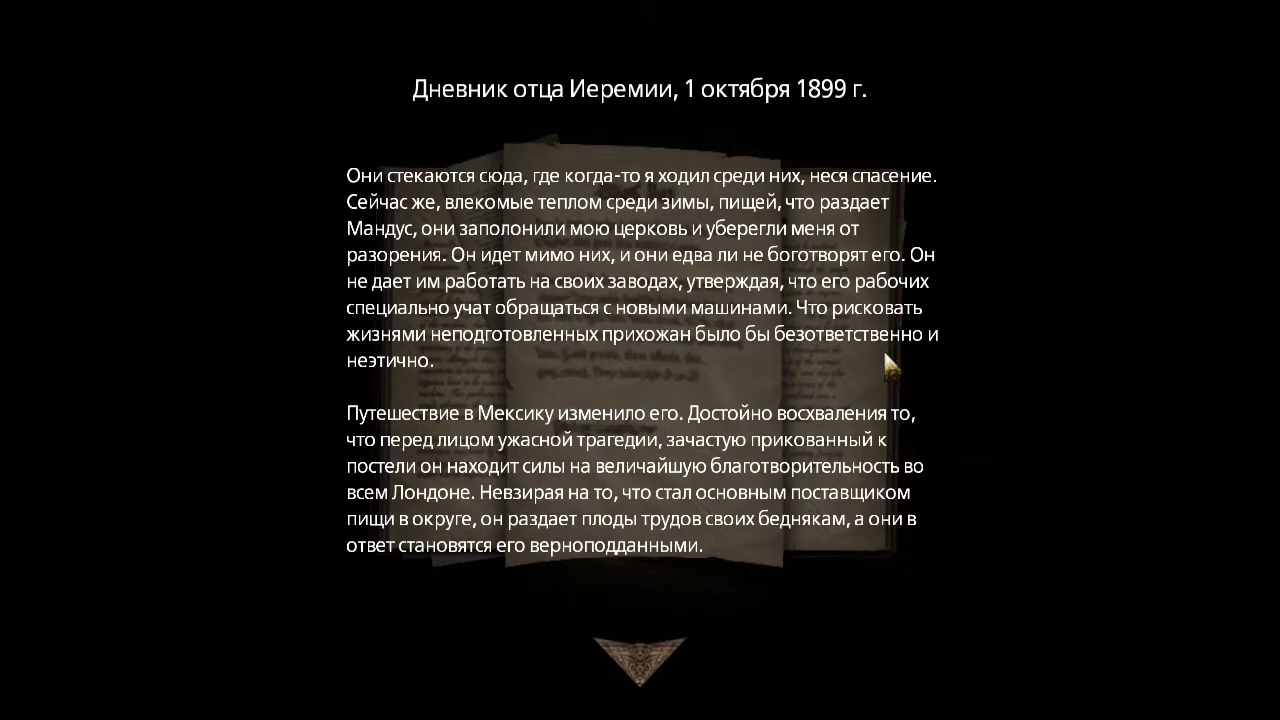 Дневник отца Иеремии, 1 октября 1899 г.
Они стекаются сюда, где когда-то я ходил среди них, неся спасение.
Сейчас же, влекомые теплом среди зимы, пищей, что раздает
Мандус, они заполонили мою церковь и уберегли меня от
разорения. Он идет мимо них, и они едва ли не боготворят его. Он
не дает им работать на своих заводах, утверждая, что его рабочих
специально учат обращаться с новыми машинами. Что рисковать
жизнями неподготовленных прихожан было бы безответственно и
неэтично.
Путешествие в Мексику изменило его. Достойно восхваления то,
что перед лицом ужасной трагедии, зачастую прикованный к
постели он находит силы на величайшую благотворительность во
всем Лондоне. Невзирая на то, что стал основным поставщиком
пищи в округе, он раздает плоды трудов своих беднякам, а они в
ответ становятся его верноподданными.